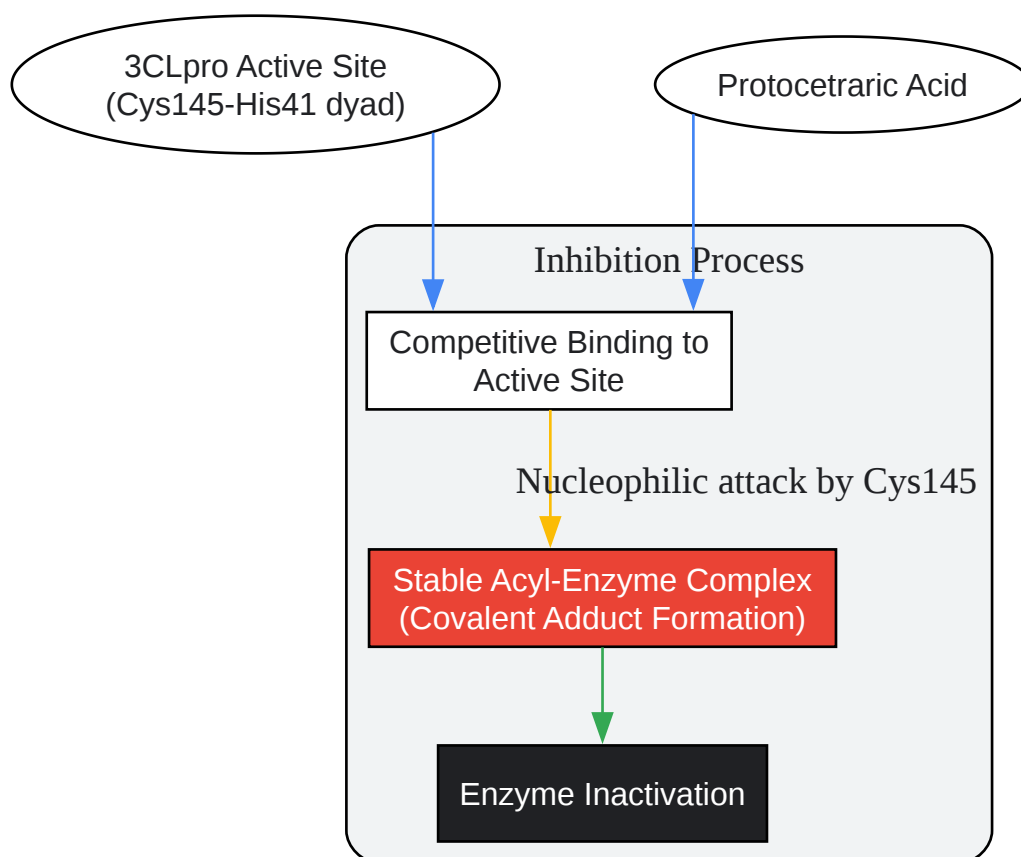 3CLpro Active Site
(Cys145-His41 dyad)
Protocetraric Acid
Inhibition Process
Competitive Binding to
Active Site
Nucleophilic attack by Cys145
Stable Acyl-Enzyme Complex
(Covalent Adduct Formation)
Enzyme Inactivation